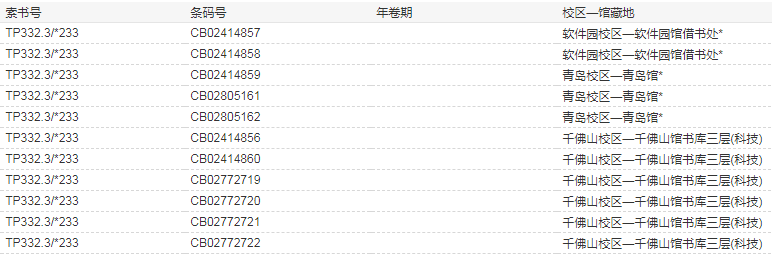 索书号 条码号 年卷期 校区—馆藏地
TP332.3/*233 CB02414857 软件园校区—软件园馆借书处*
TP332.3/*233 CB02414858 软件园校区—软件园馆借书处*
TP332.3/*233 CB02414859 青岛校区—青岛馆*
TP332.3/*233 CB02805161 青岛校区—青岛馆*
TP332.3/*233 CB02805162 青岛校区—青岛馆*
TP332.3/*233 CB02414856 千佛山校区—千佛山馆书库三层(科技)
TP332.3/*233 CB02414860 千佛山校区—千佛山馆书库三层(科技)
TP332.3/*233 CB02772719 千佛山校区—千佛山馆书库三层(科技)
TP332.3/*233 CB02772720 千佛山校区—千佛山馆书库三层(科技)
TP332.3/*233 CB02772721 千佛山校区—千佛山馆书库三层(科技)
TP332.3/*233 CB02772722 千佛山校区—千佛山馆书库三层(科技)